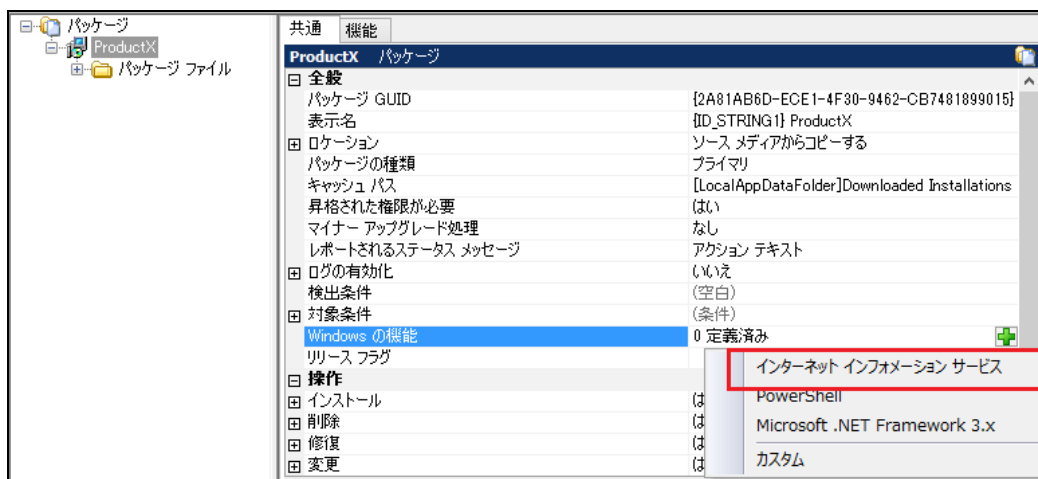 パッケージ
ProductX
パッケージ ファイル
共通 機能
ProductX パッケージ
全般
パッケージ GUID {2A81AB6D-ECE1-4F30-9462-CB7481899015}
表示名 {ID_STRING1} ProductX
ロケーション ソース メディアからコピーする
パッケージの種類 プライマリ
キャッシュ パス [LocalAppDataFolder]Downloaded Installations
昇格された権限が必要 はい
マイナー アップグレード処理 なし
レポートされるステータス メッセージ アクション テキスト
ログの有効化 いいえ
検出条件 (空白)
対象条件 (条件)
Windows の機能 0 定義済み
リリース フラグ
インターネット インフォメーション サービス
操作
インストール (は
PowerShell
削除 (は
Microsoft .NET Framework 3.x
修復 (は
変更 (は
カスタム